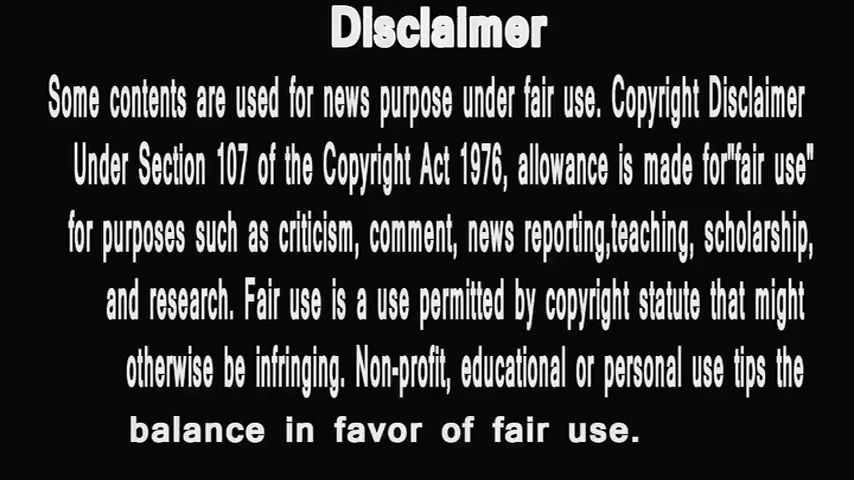 Disclaimer
Some contents are used for news purpose under fair use. Copyright Disclaimer
Under Section 107 of the Copyright Act 1976, allowance is made for"fair use"
for purposes such as criticism, comment, news reporting,teaching, scholarship,
and research. Fair use is a use permitted by copyright statute that might
otherwise be infringing. Non-profit, educational or personal use tips the
balance in favor of fair use.